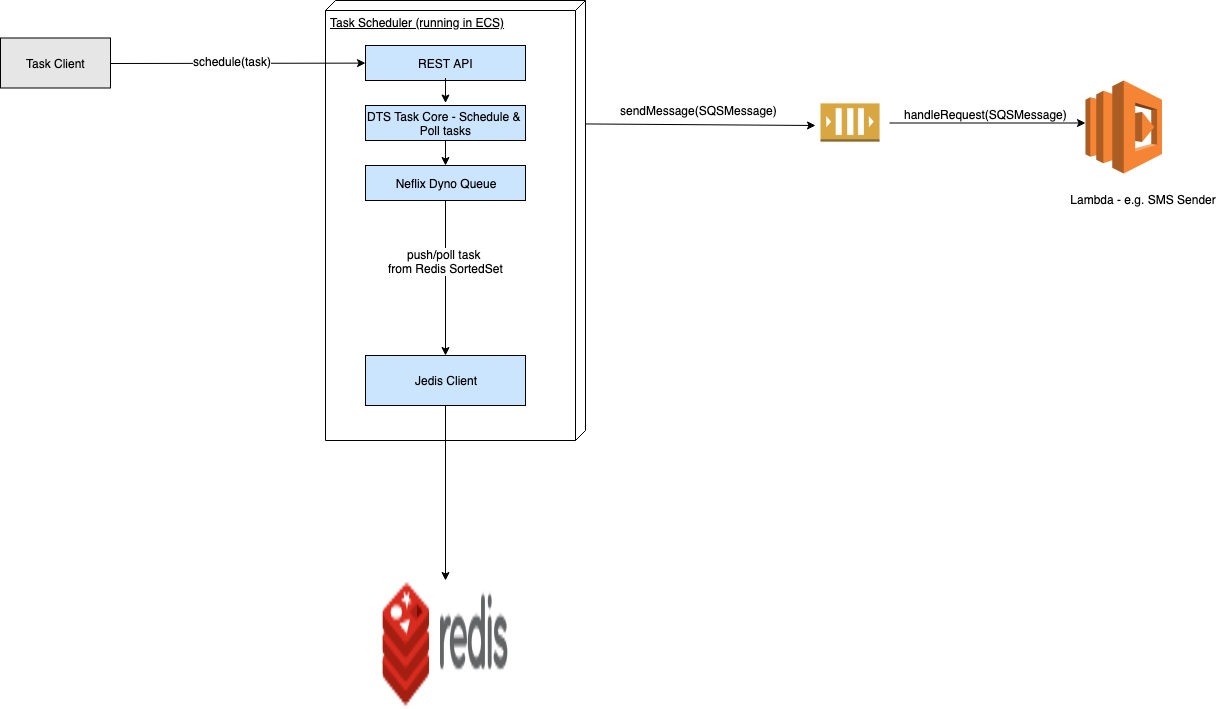 Task Scheduler (running in ECS)
Task Client
schedule(task)
REST API
DTS Task Core - Schedule &
Poll tasks
Neflix Dyno Queue
push/poll task
from Redis SortedSet
Jedis Client
sendMessage(SQSMessage)
handleRequest(SQSMessage)
Lambda - e.g. SMS Sender
redis